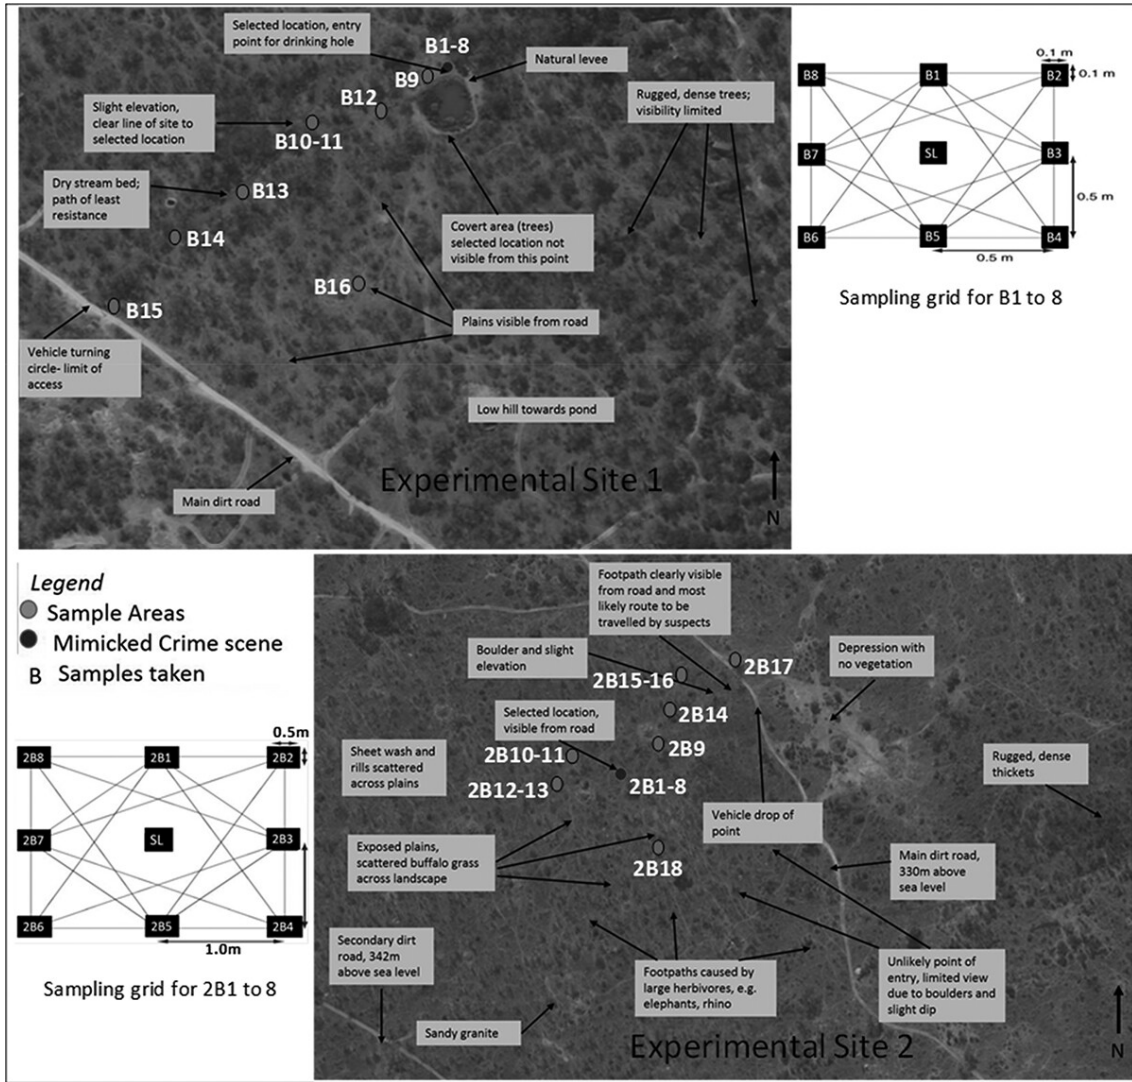 Selected location, entry
point for drinking hole
B1-8
Natural levee
B9
B12
Slight elevation,
clear line of site to
selected location
B10-11
Rugged, dense trees;
visibility limited
Dry stream bed;
path of least
resistance
B13
B14
Covert area (trees)
selected location not
visible from this point
B16
B15
Plains visible from road
Vehicle turning
circle- limit of
access
Low hill towards pond
Main dirt road
Experimental Site 1
N
0.1 m
B8
B1
B2
0.1 m
B7
SL
B3
0.5 m
B6
B5
B4
0.5 m
Sampling grid for B1 to 8
Legend
Sample Areas
Mimicked Crime scene
B Samples taken
0.5m
2B8
2B1
2B2
2B7
SL
2B3
2B6
2B5
2B4
1.0m
Sampling grid for 2B1 to 8
Footpath clearly visible
from road and most
likely route to be
travelled by suspects
Boulder and slight
elevation
2B17
2B15-16
Depression with
no vegetation
2B14
Selected location,
visible from road
2B9
Sheet wash and
rills scattered
across plains
2B10-11
2B12-13
2B1-8
Rugged, dense
thickets
Vehicle drop of
point
Exposed plains,
scattered buffalo grass
across landscape
2B18
Main dirt road,
330m above
sea level
Secondary dirt
road, 342m
above sea level
Footpaths caused by
large herbivores, e.g.
elephants, rhino
Unlikely point of
entry, limited view
due to boulders and
slight dip
Sandy granite
Experimental Site 2
N